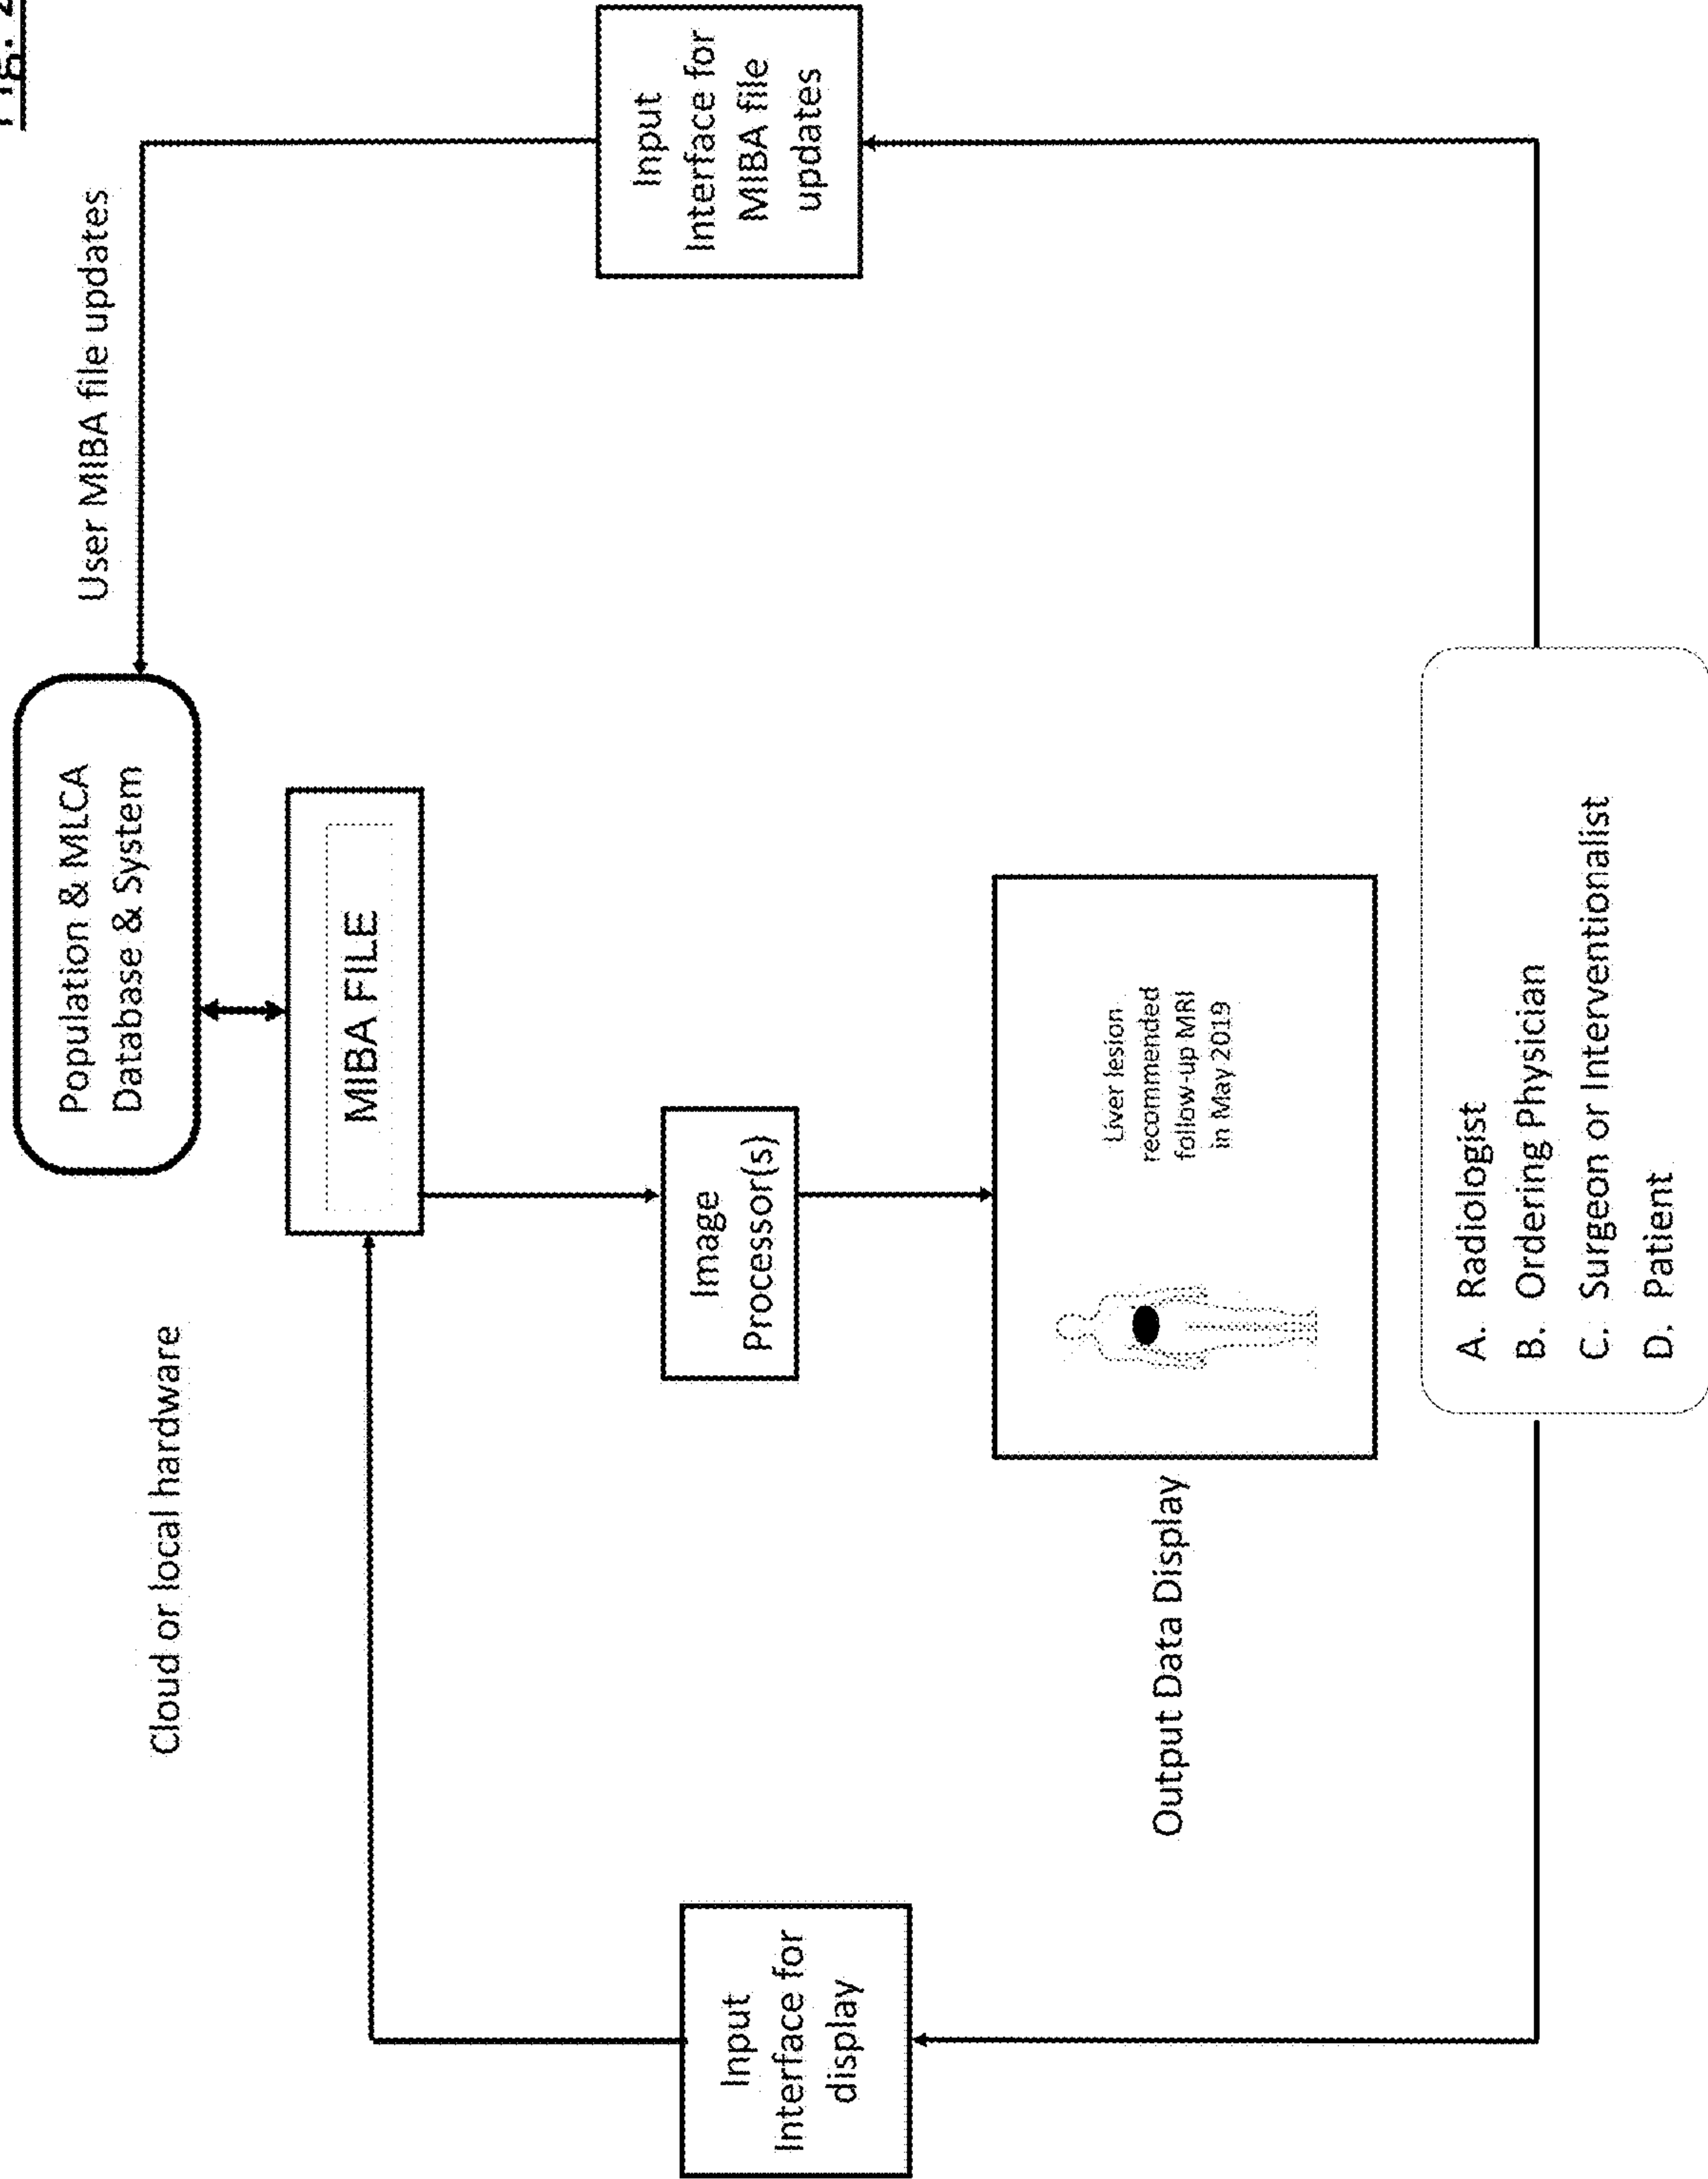 Population & MLCA
Database & System
User MIBA file updates
Cloud or local hardware
MIBA FILE
Input
Interface for
MIBA file
updates
Image
Processor(s)
Input
Interface for
display
Liver lesion
recommended
follow-up MRI
in May 2019
Output Data Display
A. Radiologist
B. Ordering Physician
C. Surgeon or Interventionalist
D. Patient